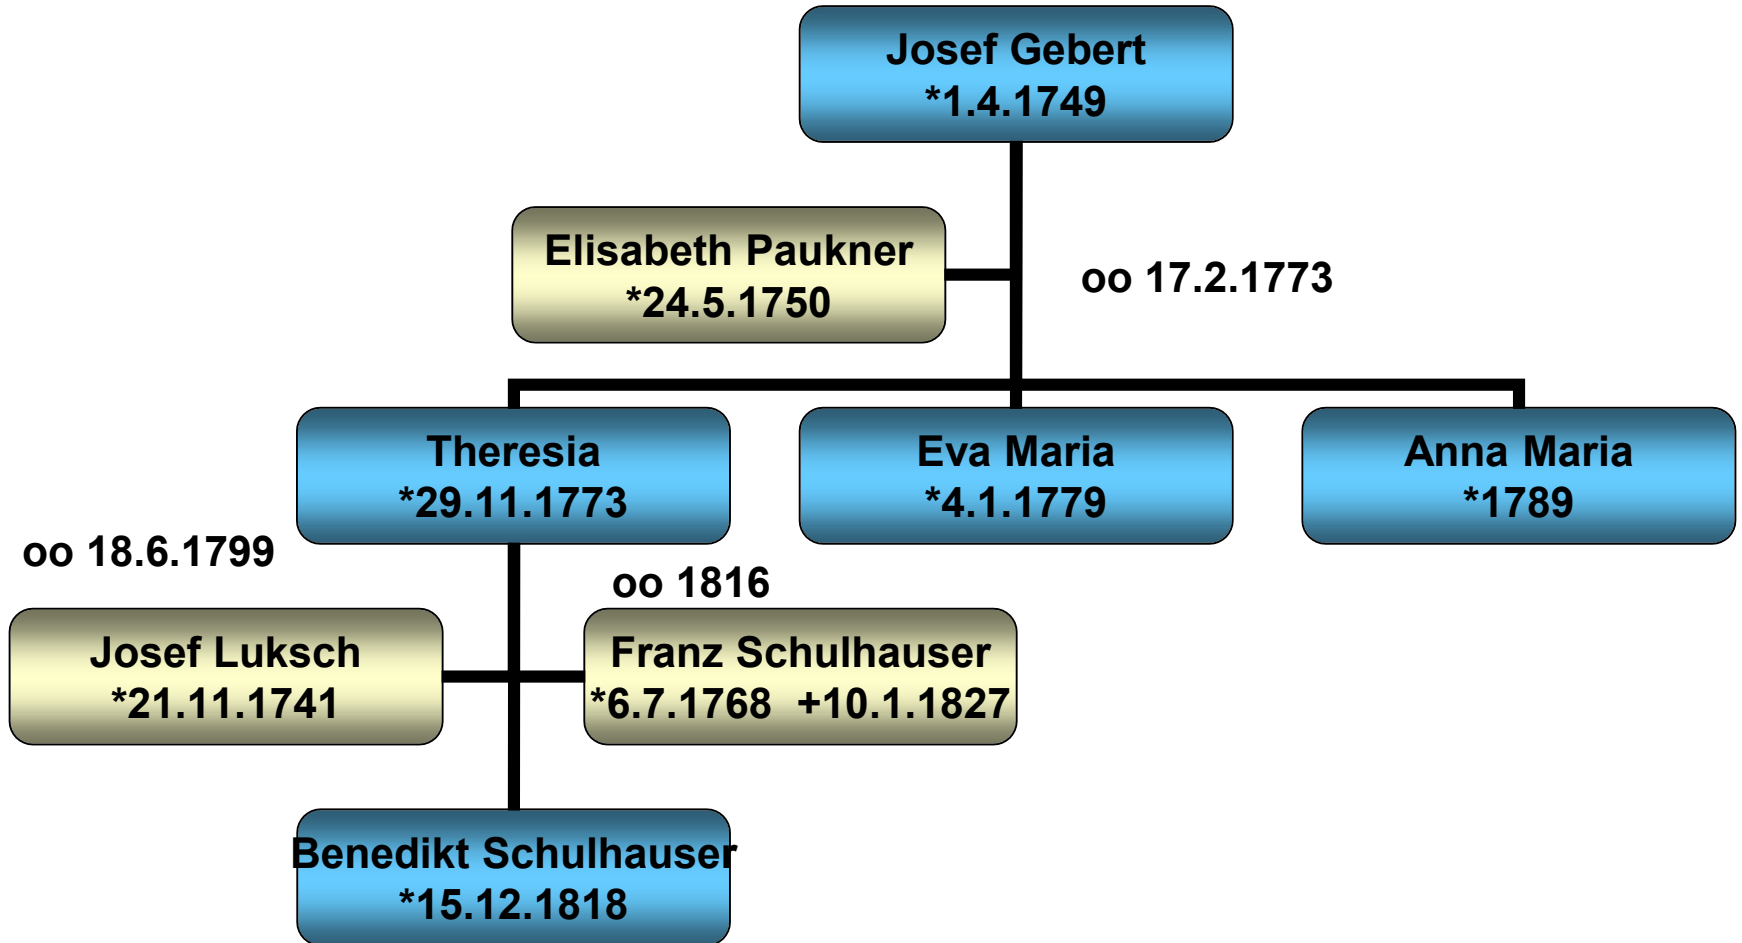 Josef Gebert
*1.4.1749
Elisabeth Paukner
*24.5.1750
oo 17.2.1773
Theresia
*29.11.1773
Eva Maria
*4.1.1779
Anna Maria
*1789
oo 18.6.1799
oo 1816
Josef Luksch
*21.11.1741
Franz Schulhauser
*6.7.1768  +10.1.1827
Benedikt Schulhauser
*15.12.1818